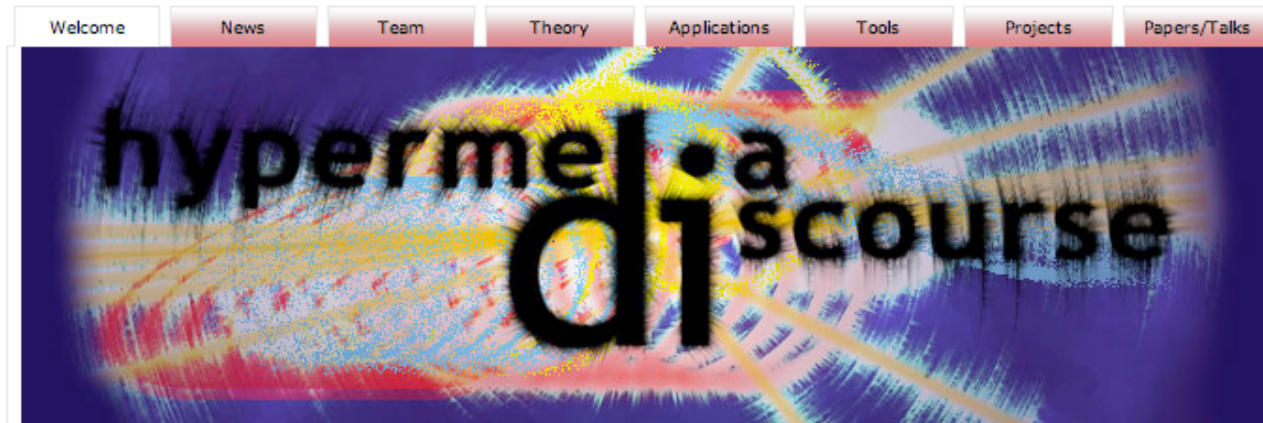 Welcome News Team Theory Applications Tools Projects Papers/Talks
hypermedia
discourse